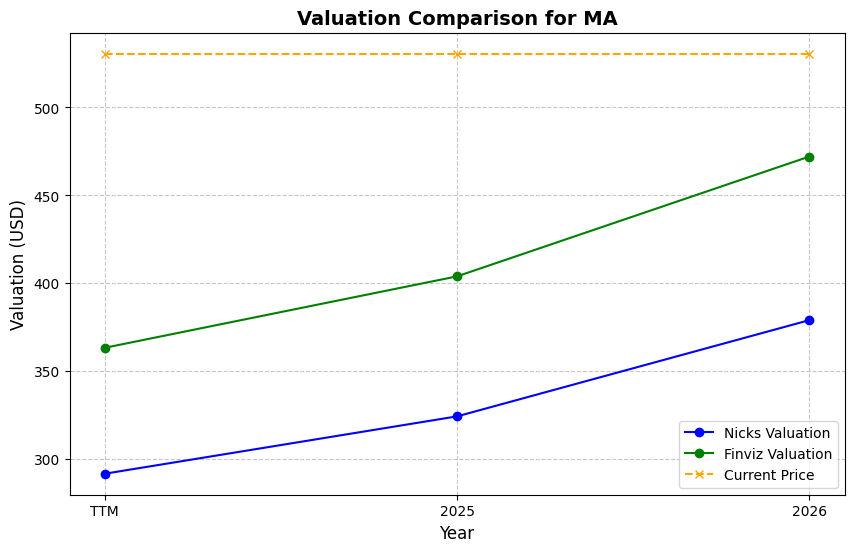 Valuation Comparison for MA
Valuation (USD)
500
450
400
350
300
TTM
2025
2026
Year
Nicks Valuation
Finviz Valuation
Current Price